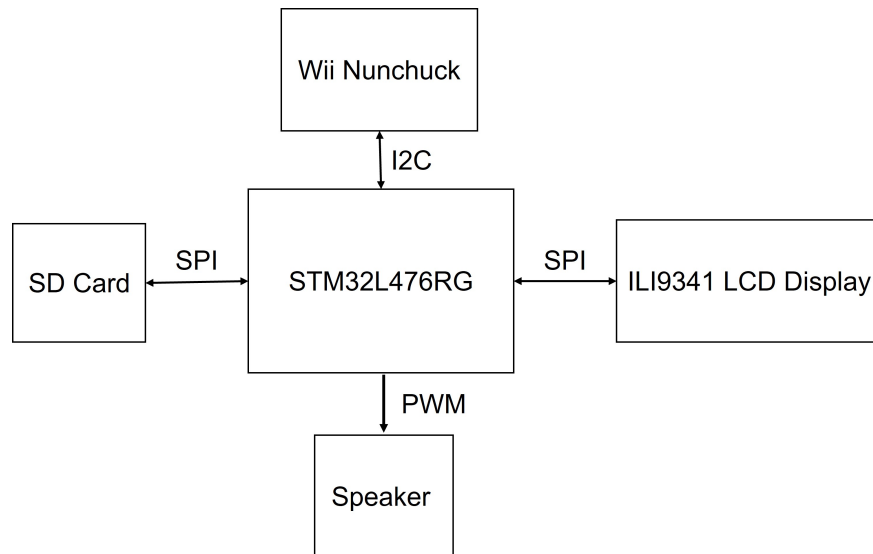 Wii Nunchuck
I2C
SD Card
SPI
STM32L476RG
SPI
ILI9341 LCD Display
PWM
Speaker